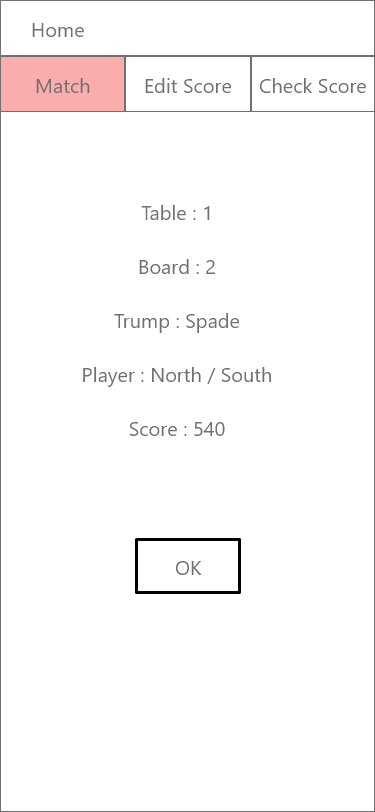 Home
Match Edit Score Check Score
Table : 1
Board : 2
Trump : Spade
Player : North / South
Score : 540
OK